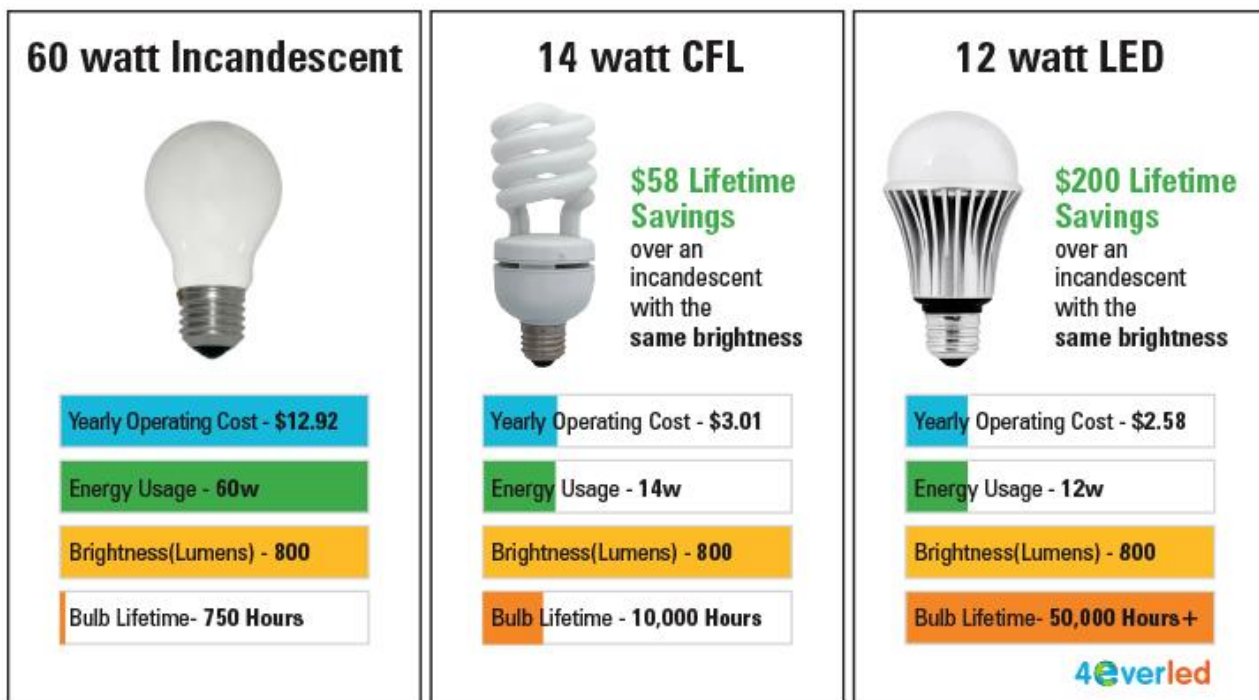 60 watt Incandescent
Yearly Operating Cost - $12.92
Energy Usage - 60w
Brightness(Lumens) - 800
Bulb Lifetime- 750 Hours
14 watt CFL
$58 Lifetime
Savings
over an
incandescent
with the
same brightness
Yearly Operating Cost - $3.01
Energy Usage - 14w
Brightness(Lumens) - 800
Bulb Lifetime - 10,000 Hours
12 watt LED
$200 Lifetime
Savings
over an
incandescent
with the
same brightness
Yearly Operating Cost - $2.58
Energy Usage - 12w
Brightness(Lumens) - 800
Bulb Lifetime- 50,000 Hours+
4everled